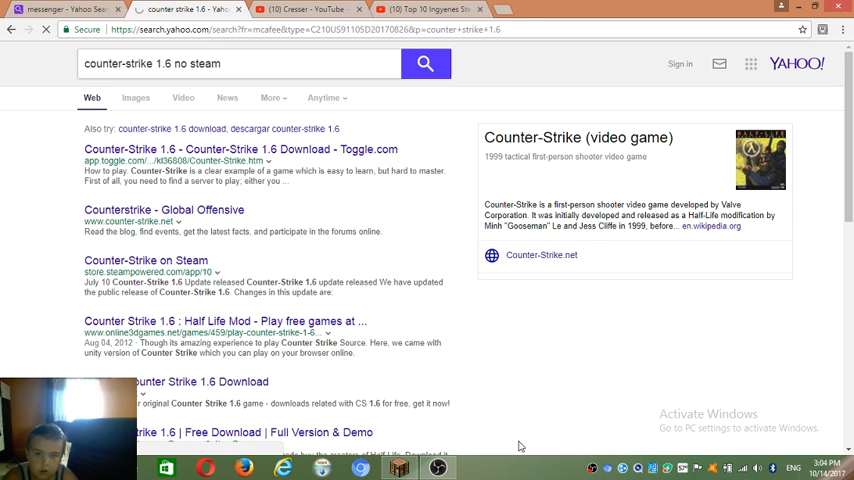 messenger - Yahoo Sear
counter strike 1.6 - Yaho
(10) Cresser - YouTube
(10) Top 10 Ingyenes Ste
Secure
https://search.yahoo.com/search?fr=mcafee&type=C210US91105D20170826&p=counter+strike+1.6
counter-strike 1.6 no steam
Sign in
YAHOO!
Web Images Video News More Anytime
Also try: counter-strike 1.6 download, descargar counter-strike 1.6
Counter-Strike 1.6 - Counter-Strike 1.6 Download - Toggle.com
app.toggle.com/.../kl36808/Counter-Strike.htm
How to play. Counter-Strike is a clear example of a game which is easy to learn, but hard to master.
First of all, you need to find a server to play; either you ...
Counterstrike - Global Offensive
www.counter-strike.net
Read the blog, find events, get the latest facts, and participate in the forums online.
Counter-Strike on Steam
store.steampowered.com/app/10
July 10 Counter-Strike 1.6 Update released Counter-Strike 1.6 update released We have updated
the public release of Counter-Strike 1.6. Changes in this update are:
Counter Strike 1.6 : Half Life Mod - Play free games at ...
www.online3dgames.net/games/459/play-counter-strike-1-6...
Aug 04, 2012 · Though its amazing experience to play Counter Strike Source. Here, we came with
unity version of Counter Strike which you can play on your browser online.
ounter Strike 1.6 Download
original Counter Strike 1.6 game - downloads related with CS 1.6 for free, get it now!
rike 1.6 | Free Download | Full Version & Demo
Counter-Strike (video game)
1999 tactical first-person shooter video game
Counter-Strike is a first-person shooter video game developed by Valve
Corporation. It was initially developed and released as a Half-Life modification by
Minh "Gooseman" Le and Jess Cliffe in 1999, before... en.wikipedia.org
Counter-Strike.net
Activate Windows
Go to PC settings to activate Windows.
ENG
3:04 PM
10/14/2017